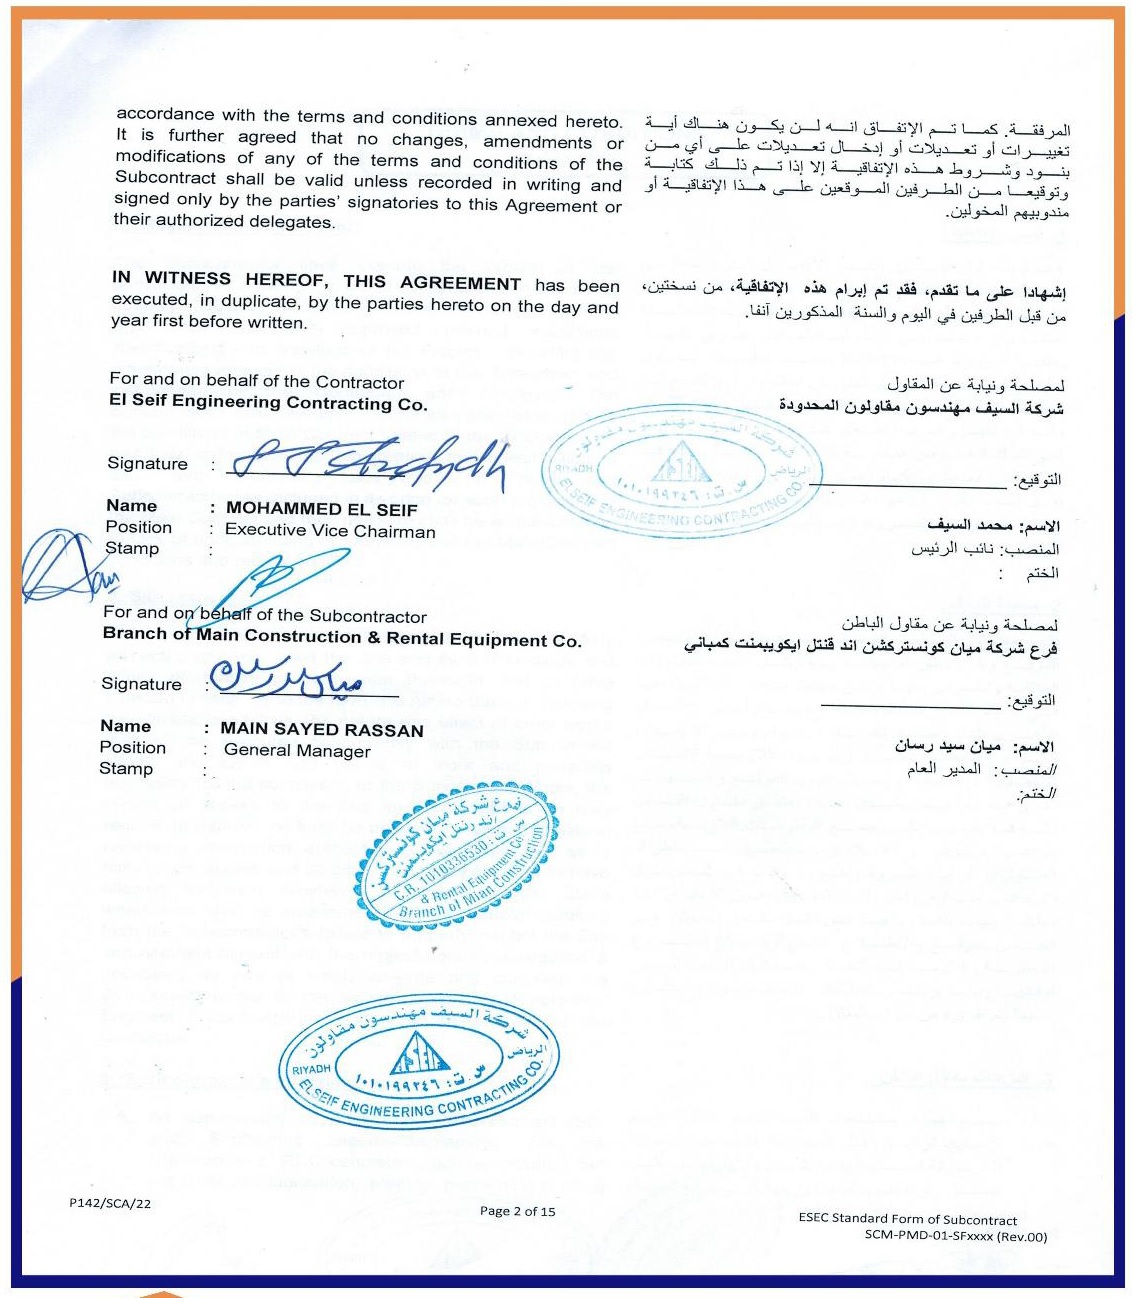 accordance with the terms and conditions annexed hereto.
It is further agreed that no changes, amendments or
modifications of any of the terms and conditions of the
Subcontract shall be valid unless recorded in writing and
signed only by the parties' signatories to this Agreement or
their authorized delegates.
المرفقة. كما تم الإتفاق انه لن يكون هناك أية
تغييرات أو تعديلات أو إدخال تعديلات على أي من
بنود وشروط هذه الإتفاقية إلا إذا تم ذلك كتابة
وتوقيعا من الطرفين الموقعين على هذا الإتفاقية أو
مندوبيهم المخولين.
IN WITNESS HEREOF, THIS AGREEMENT has been
executed, in duplicate, by the parties hereto on the day and
year first before written.
إشهادا على ما تقدم، فقد تم إبرام هذه الإتفاقية، من نسختين،
من قبل الطرفين في اليوم والسنة المذكورين آنفا.
For and on behalf of the Contractor
El Seif Engineering Contracting Co.
لمصلحة ونيابة عن المقاول
شركة السيف مهندسون مقاولون المحدودة
Signature :
التوقيع:
شركة السيف مهندسون مقاولون
RIYADH
الرياض
س.ت: ١٠١٠١٩٩٢٤٦
ELSEIF ENGINEERING CONTRACTING CO.
Name : MOHAMMED EL SEIF
Position : Executive Vice Chairman
Stamp :
الاسم: محمد السيف
المنصب: نائب الرئيس
الختم :
For and on behalf of the Subcontractor
Branch of Main Construction & Rental Equipment Co.
لمصلحة ونيابة عن مقاول الباطن
فرع شركة ميان كونستركشن اند قنتل ايكويبمنت كمباني
Signature :
التوقيع:
Name : MAIN SAYED RASSAN
Position : General Manager
Stamp :
الاسم: ميان سيد رسان
المنصب: المدير العام
الختم:
فرع شركة ميان كونستركسن
اند رنتل ايكويبمنت
س.ت: 1010336530 C.R.
& Rental Equipment Co.
Branch of Mian Construction
شركة السيف مهندسون مقاولون
RIYADH
الرياض
س.ت: ١٠١٠١٩٩٢٤٦
ELSEIF ENGINEERING CONTRACTING CO.
P142/SCA/22
Page 2 of 15
ESEC Standard Form of Subcontract
SCM-PMD-01-SFxxxx (Rev.00)